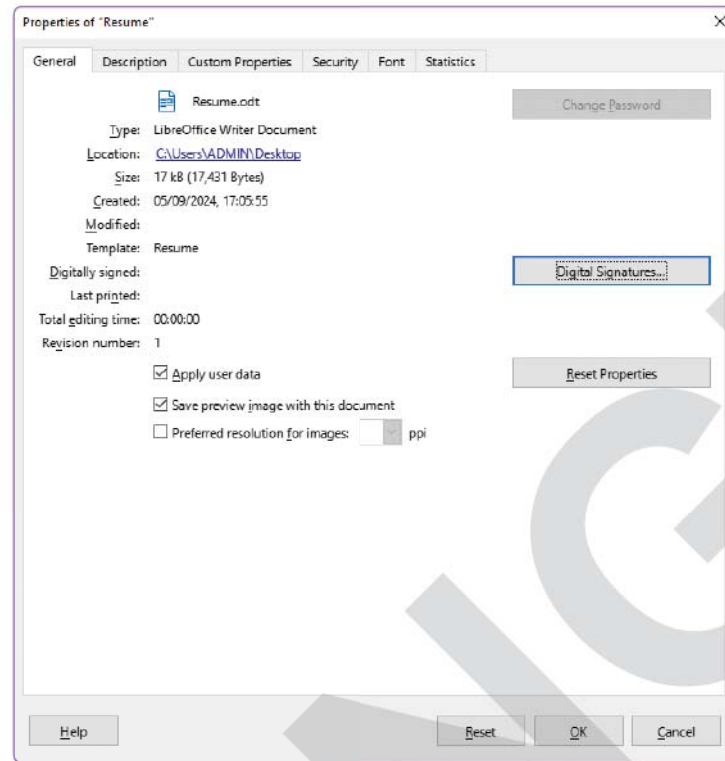 Properties of "Resume"
General Description Custom Properties Security Font Statistics
Resume.odt Change Password
Type: LibreOffice Writer Document
Location: C:\Users\ADMIN\Desktop
Size: 17 kB (17,431 Bytes)
Created: 05/09/2024, 17:05:55
Modified:
Template: Resume
Digitally signed: Digital Signatures...
Last printed:
Total editing time: 00:00:00
Revision number: 1
Apply user data Reset Properties
Save preview image with this document
Preferred resolution for images: ppi
Help Reset OK Cancel